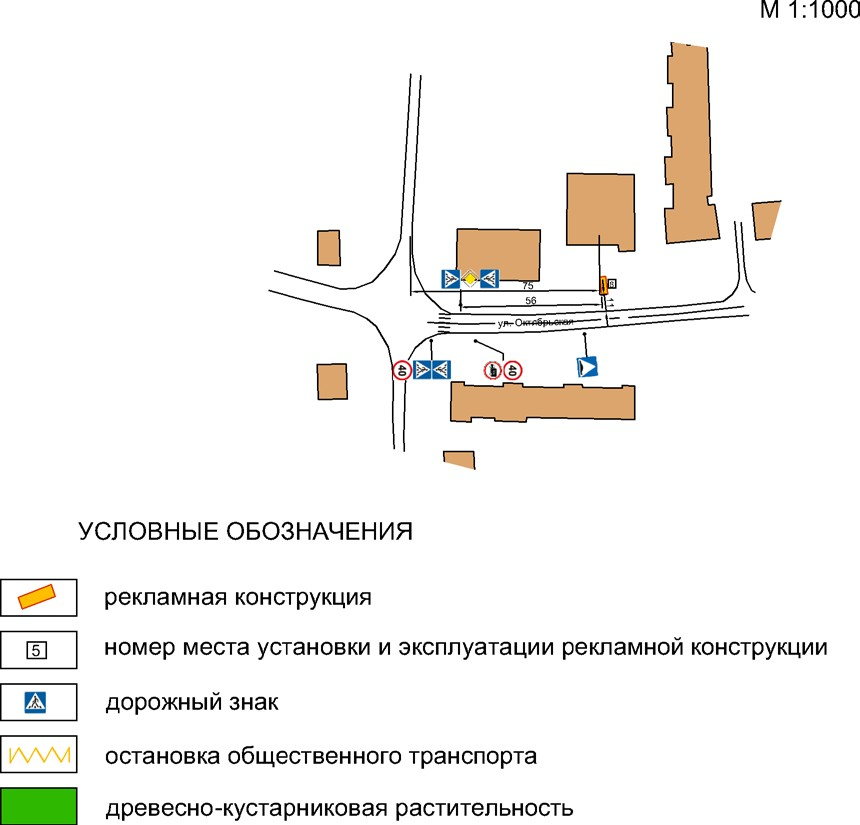 М 1:1000
8
75
56
ул. Октябрьская
40
40
УСЛОВНЫЕ ОБОЗНАЧЕНИЯ
рекламная конструкция
5
номер места установки и эксплуатации рекламной конструкции
дорожный знак
остановка общественного транспорта
древесно-кустарниковая растительность